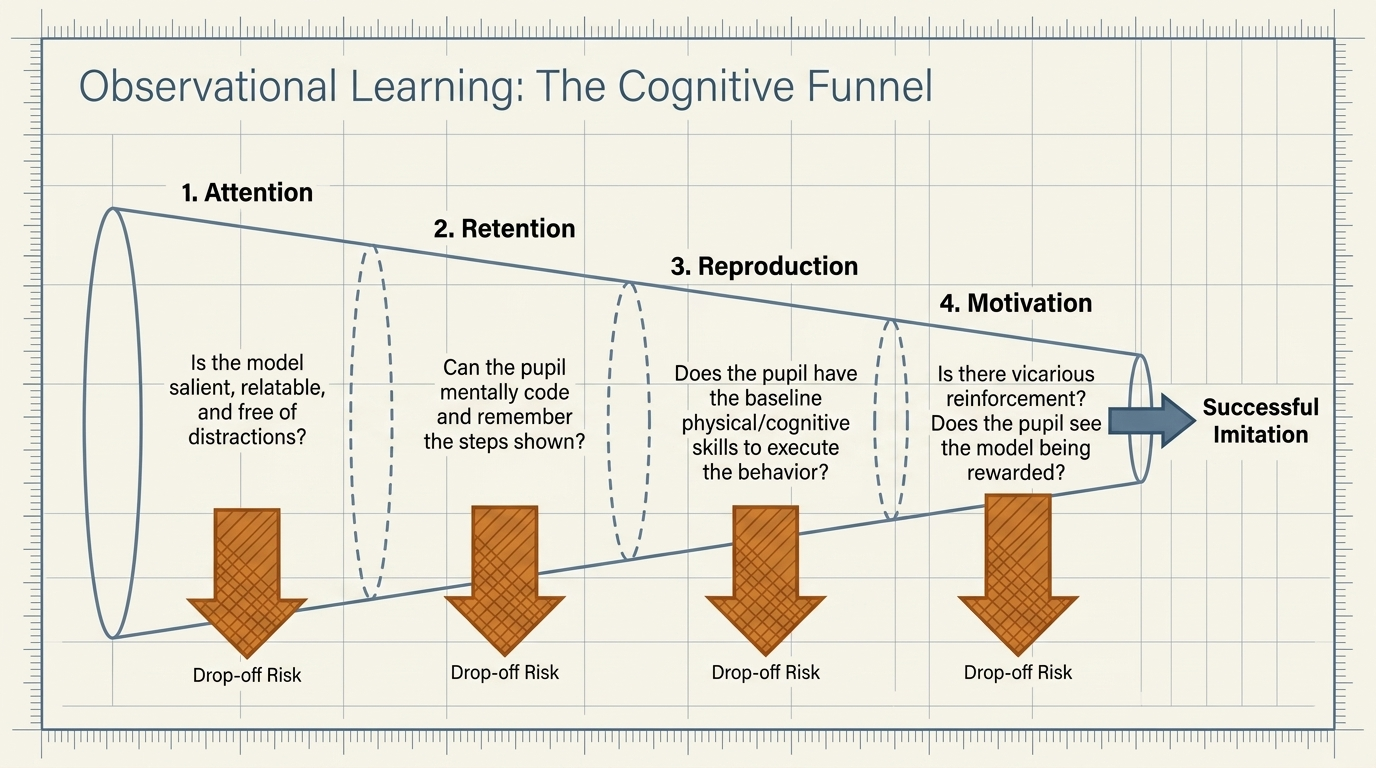 Observational Learning: The Cognitive Funnel
1. Attention
2. Retention
3. Reproduction
4. Motivation
Is the model
salient, relatable,
and free of
distractions?
Can the pupil
mentally code
and remember
the steps shown?
Does the pupil have
the baseline
physical/cognitive
skills to execute
the behavior?
Is there vicarious
reinforcement?
Does the pupil see
the model being
rewarded?
Successful
Imitation
Drop-off Risk
Drop-off Risk
Drop-off Risk
Drop-off Risk